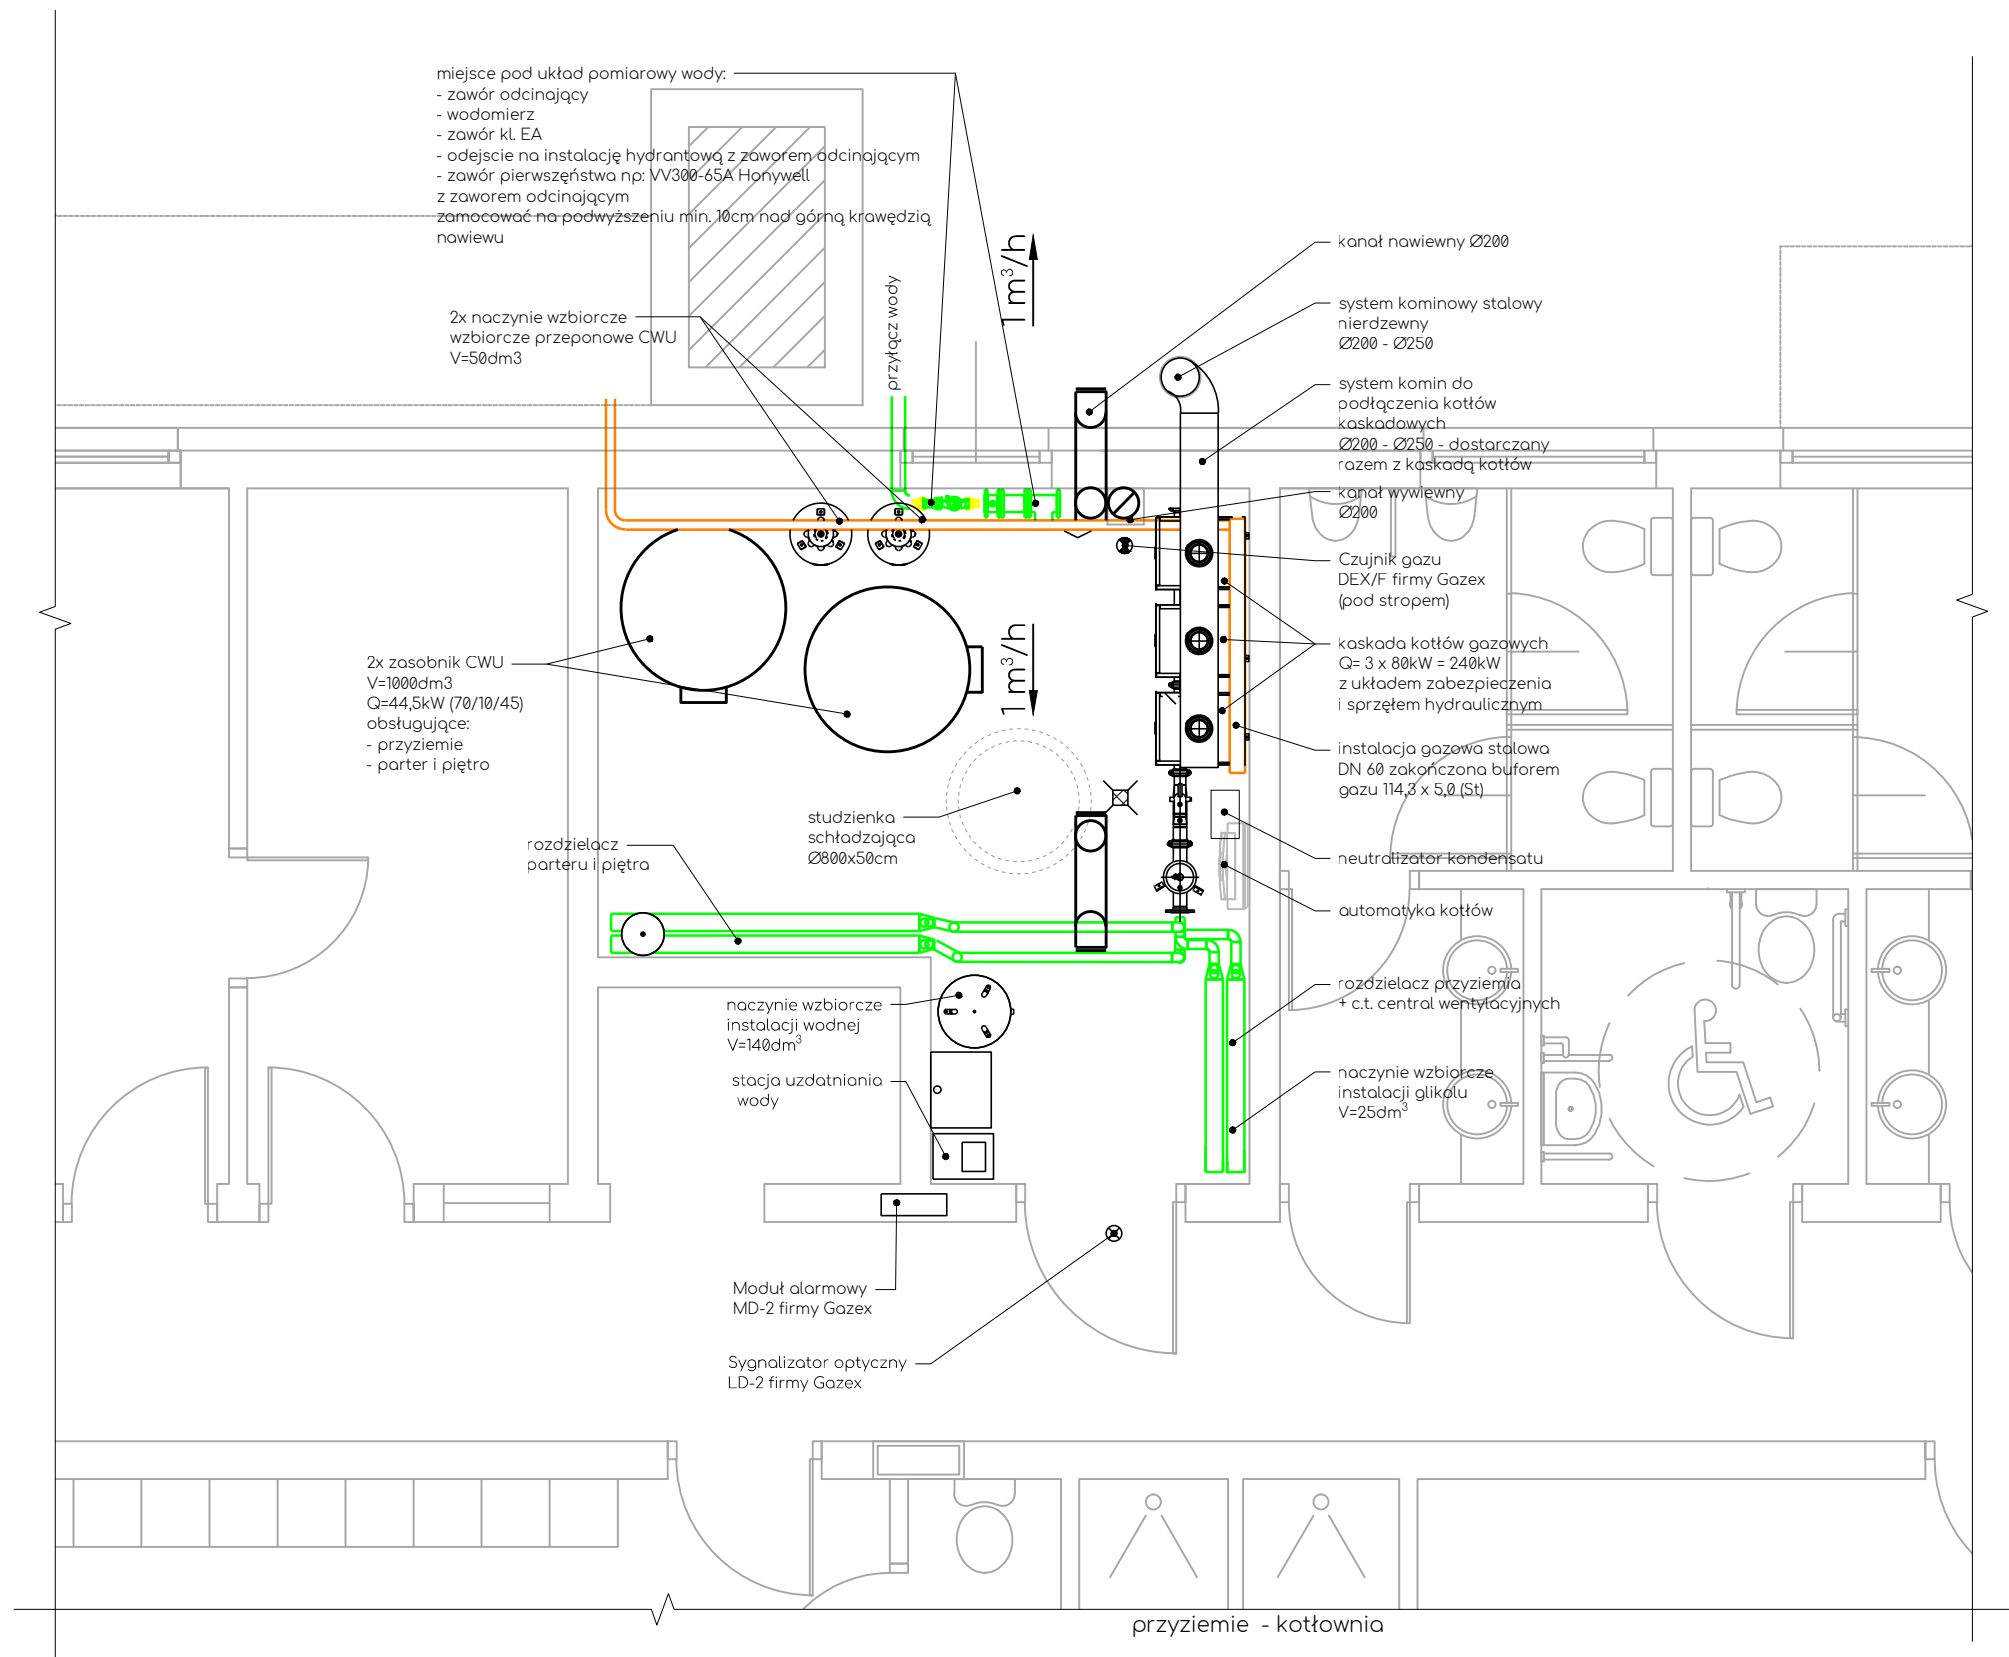 miejsce pod układ pomiarowy wody:
- zawór odcinający
- wodomierz
- zawór kl. EA
- odejscie na instalację hydrantową z zaworem odcinającym
- zawór pierwszęństwa np: VV300-65A Honywell
z zaworem odcinającym
zamocować na podwyższeniu min. 10cm nad górną krawędzią
nawiewu
2x naczynie wzbiorcze
wzbiorcze przeponowe CWU
V=50dm3
przyłącz wody
1 m³/h
kanał nawiewny Ø200
system kominowy stalowy
nierdzewny
Ø200 - Ø250
system komin do
podłączenia kotłów
kaskadowych
Ø200 - Ø250 - dostarczany
razem z kaskadą kotłów
kanał wywiewny
Ø200
Czujnik gazu
DEX/F firmy Gazex
(pod stropem)
kaskada kotłów gazowych
Q= 3 x 80kW = 240kW
z układem zabezpieczenia
i sprzęłem hydraulicznym
instalacja gazowa stalowa
DN 60 zakończona buforem
gazu 114,3 x 5,0 (St)
neutralizator kondensatu
automatyka kotłów
rozdzielacz przyziemia
+ c.t. central wentylacyjnych
naczynie wzbiorcze
instalacji glikolu
V=25dm³
1 m³/h
2x zasobnik CWU
V=1000dm3
Q=44,5kW (70/10/45)
obsługujące:
- przyziemie
- parter i piętro
studzienka
schładzająca
Ø800x50cm
rozdzielacz
parteru i piętra
naczynie wzbiorcze
instalacji wodnej
V=140dm³
stacja uzdatniania
wody
Moduł alarmowy
MD-2 firmy Gazex
Sygnalizator optyczny
LD-2 firmy Gazex
przyziemie - kotłownia